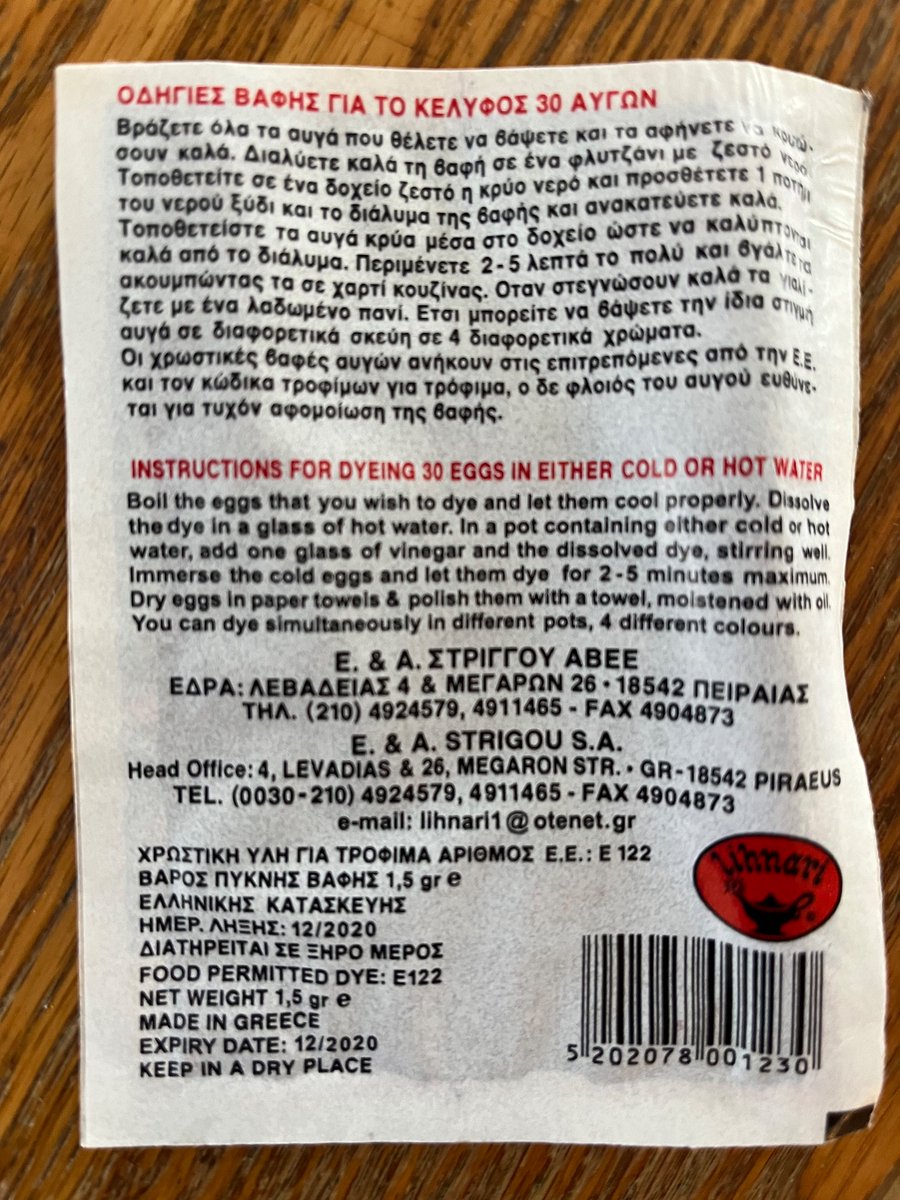 ΟΔΗΓΙΕΣ ΒΑΦΗΣ ΓΙΑ ΤΟ ΚΕΛΥΦΟΣ 30 ΑΥΓΩΝ
Βράζετε όλα τα αυγά που θέλετε να βάψετε και τα αφήνετε να κρυώ-
σουν καλά. Διαλύετε καλά τη βαφή σε ένα φλυτζάνι με ζεστό νερό.
Τοποθετείτε σε ένα δοχείο ζεστό η κρύο νερό και προσθέτετε 1 ποτήρι
του νερού ξύδι και το διάλυμα της βαφής και ανακατεύετε καλά.
Τοποθετείστε τα αυγά κρύα μέσα στο δοχείο ώστε να καλύπτονται
καλά από το διάλυμα. Περιμένετε 2-5 λεπτά το πολύ και βγάλτε τα
ακουμπώντας τα σε χαρτί κουζίνας. Οταν στεγνώσουν καλά τα γιαλί-
ζετε με ένα λαδωμένο πανί. Ετσι μπορείτε να βάψετε την ίδια στιγμή
αυγά σε διαφορετικά σκεύη σε 4 διαφορετικά χρώματα.
Οι χρωστικές βαφές αυγών ανήκουν στις επιτρεπόμενες από την Ε.Ε.
και τον κώδικα τροφίμων για τρόφιμα, ο δε φλοιός του αυγού ευθύνε-
ται για τυχόν αφομοίωση της βαφής.
INSTRUCTIONS FOR DYEING 30 EGGS IN EITHER COLD OR HOT WATER
Boil the eggs that you wish to dye and let them cool properly. Dissolve
the dye in a glass of hot water. In a pot containing either cold or hot
water, add one glass of vinegar and the dissolved dye, stirring well.
Immerse the cold eggs and let them dye for 2-5 minutes maximum.
Dry eggs in paper towels & polish them with a towel, moistened with oil.
You can dye simultaneously in different pots, 4 different colours.
Ε. & Α. ΣΤΡΙΓΓΟΥ ΑΒΕΕ
ΕΔΡΑ: ΛΕΒΑΔΕΙΑΣ 4 & ΜΕΓΑΡΩΝ 26 • 18542 ΠΕΙΡΑΙΑΣ
ΤΗΛ. (210) 4924579, 4911465 - FAX 4904873
E. & A. STRIGOU S.A.
Head Office: 4, LEVADIAS & 26, MEGARON STR. • GR-18542 PIRAEUS
TEL. (0030-210) 4924579, 4911465 - FAX 4904873
e-mail: lihnari1@otenet.gr
ΧΡΩΣΤΙΚΗ ΥΛΗ ΓΙΑ ΤΡΟΦΙΜΑ ΑΡΙΘΜΟΣ Ε.Ε.: Ε 122
ΒΑΡΟΣ ΠΥΚΝΗΣ ΒΑΦΗΣ 1,5 gr e
ΕΛΛΗΝΙΚΗΣ ΚΑΤΑΣΚΕΥΗΣ
ΗΜΕΡ. ΛΗΞΗΣ: 12/2020
ΔΙΑΤΗΡΕΙΤΑΙ ΣΕ ΞΗΡΟ ΜΕΡΟΣ
FOOD PERMITTED DYE: E122
NET WEIGHT 1,5 gr e
MADE IN GREECE
EXPIRY DATE: 12/2020
KEEP IN A DRY PLACE
Lihnari ®
5 202078 001230